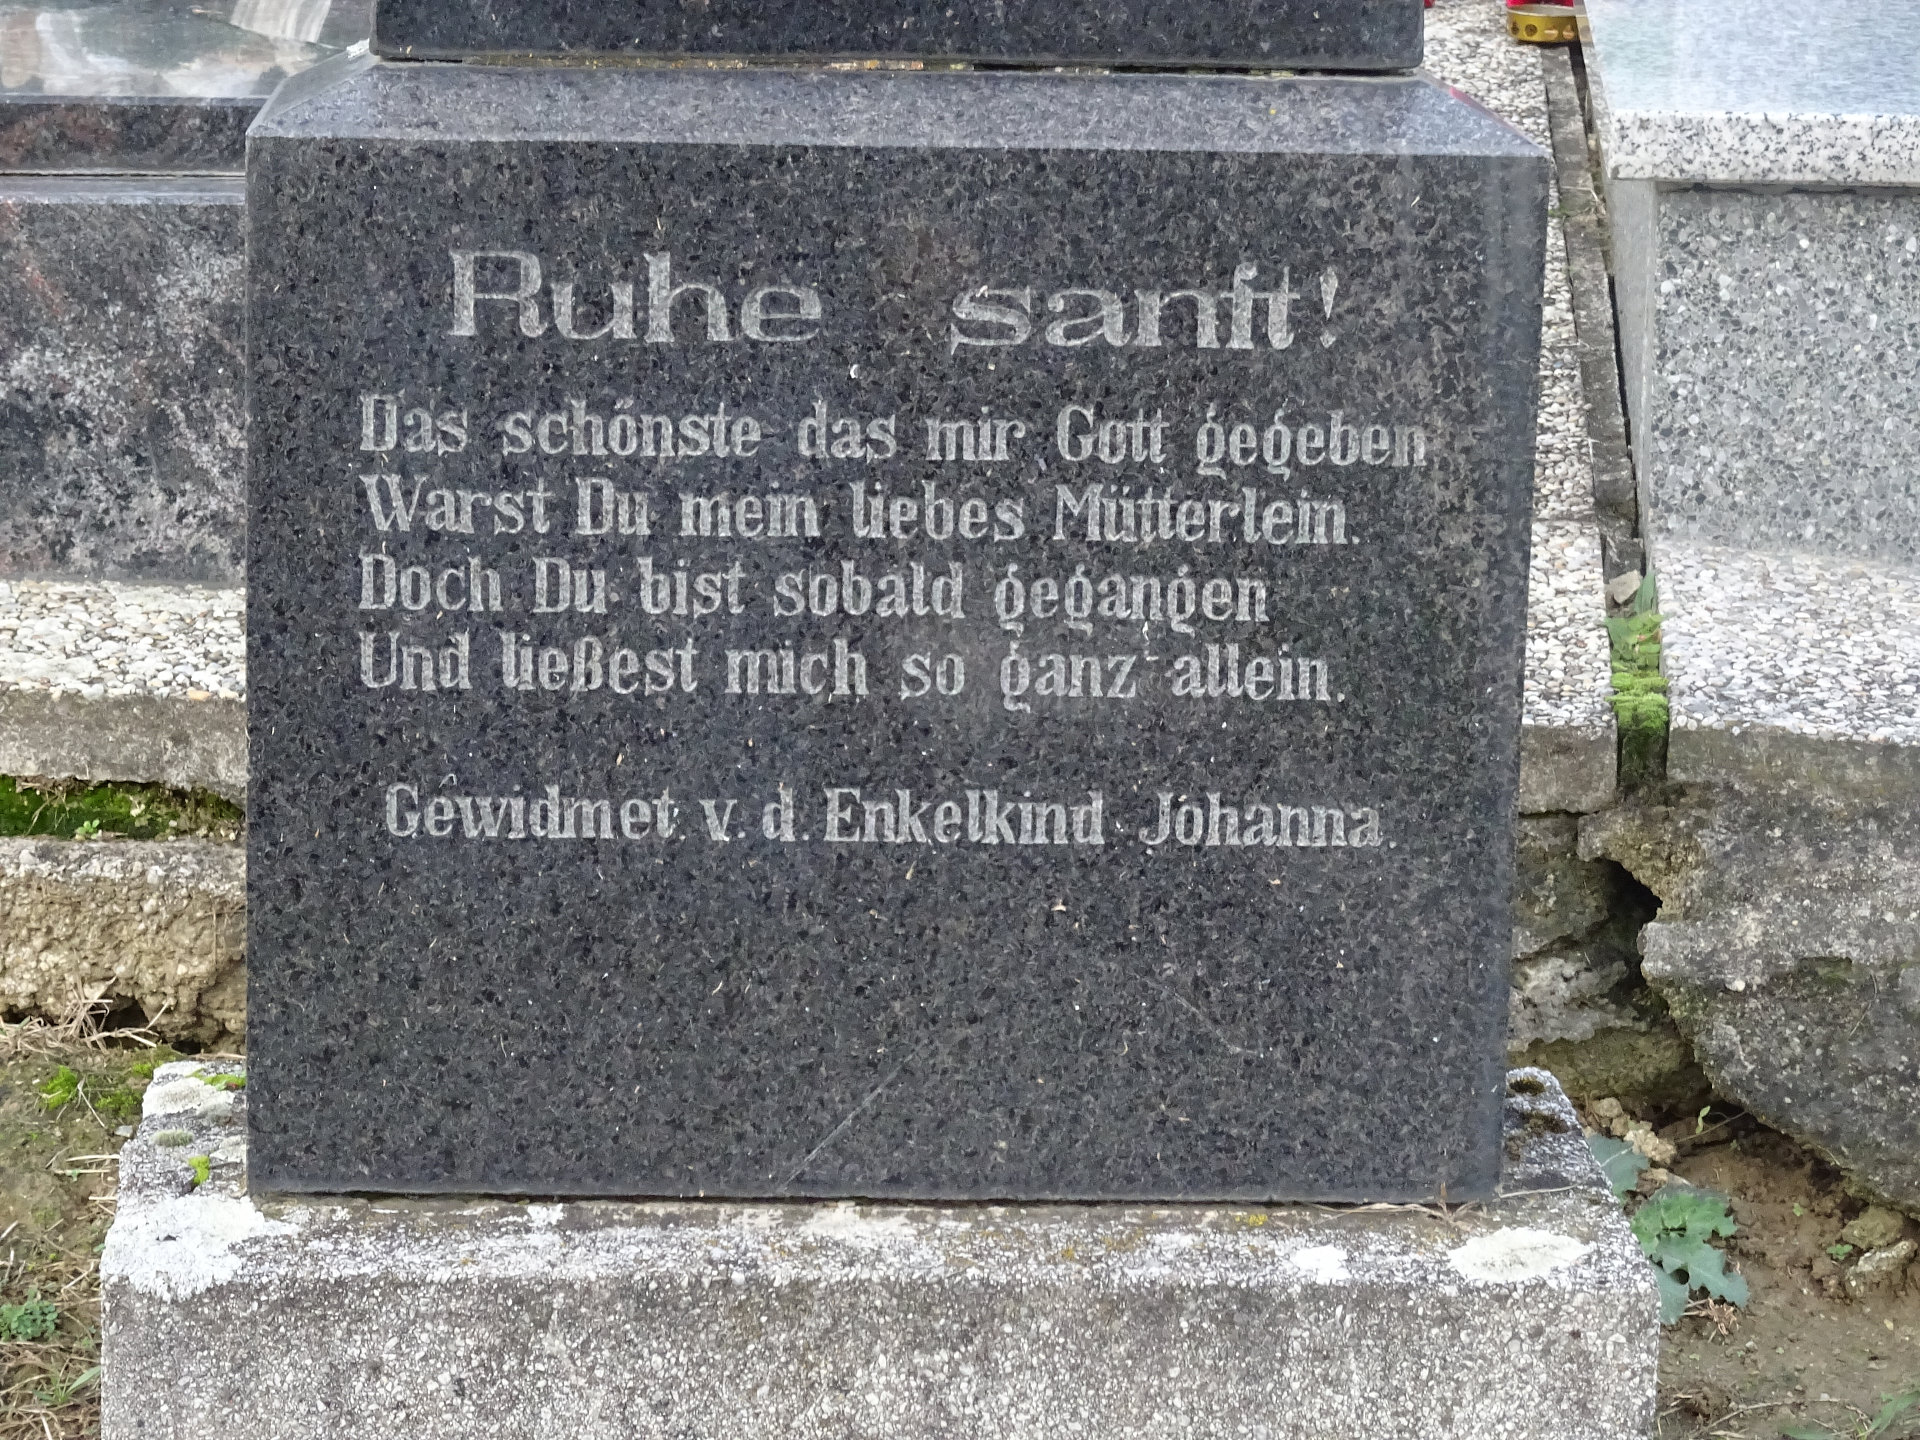 Ruhe sanft!
Das schönste das mir Gott gegeben
Warst Du mein liebes Mütterlein.
Doch Du bist sobald gegangen
Und ließest mich so ganz allein.
Gewidmet v. d. Enkelkind Johanna.